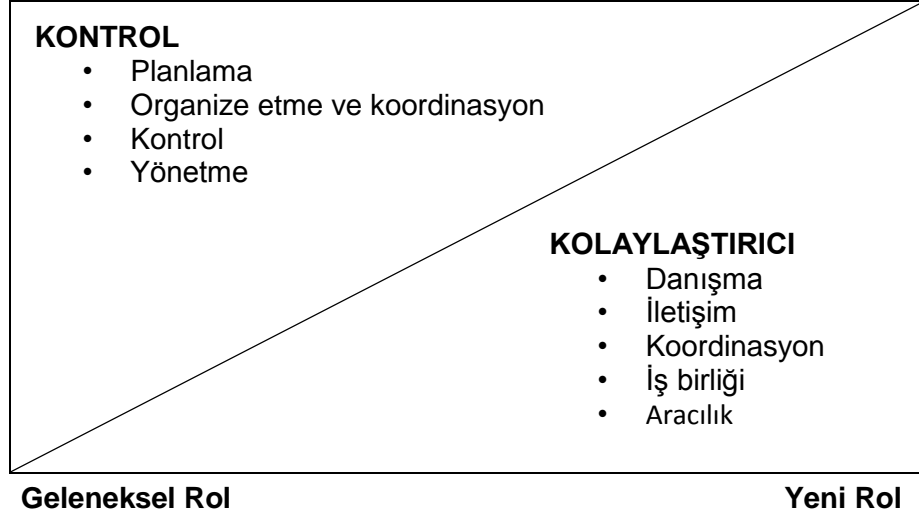 KONTROL
• Planlama
• Organize etme ve koordinasyon
• Kontrol
• Yönetme
KOLAYLAŞTIRICI
• Danışma
• İletişim
• Koordinasyon
• İş birliği
• Aracılık
Geleneksel Rol
Yeni Rol